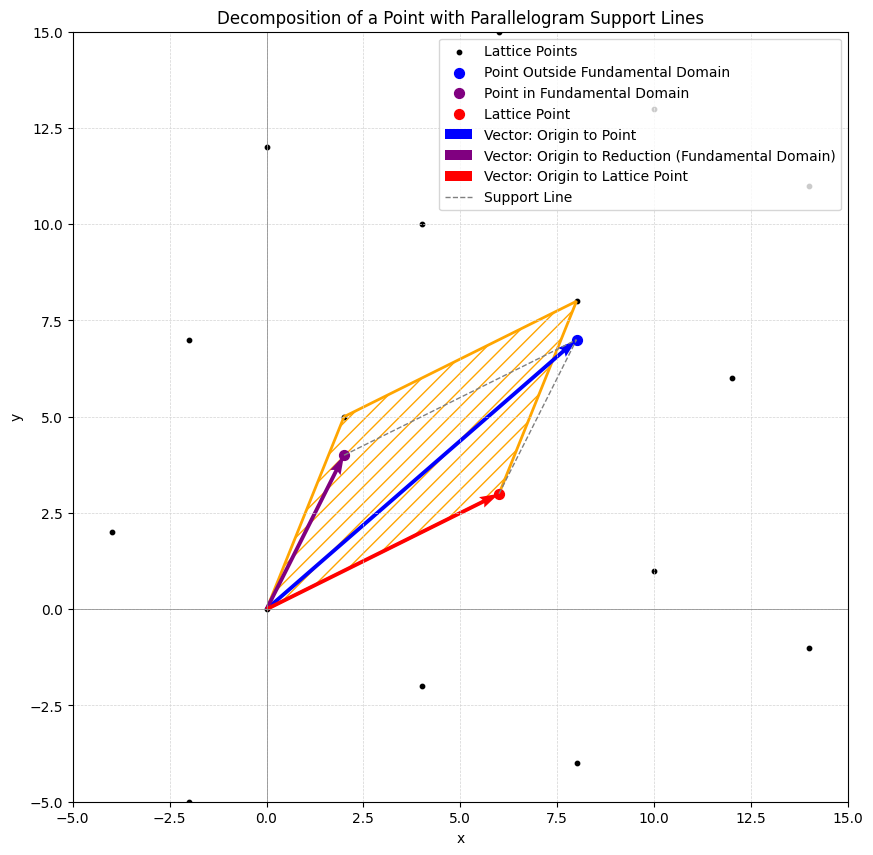 Decomposition of a Point with Parallelogram Support Lines
15.0
12.5
10.0
7.5
5.0
2.5
0.0
−2.5
−5.0
y
Lattice Points
Point Outside Fundamental Domain
Point in Fundamental Domain
Lattice Point
Vector: Origin to Point
Vector: Origin to Reduction (Fundamental Domain)
Vector: Origin to Lattice Point
Support Line
−5.0 −2.5 0.0 2.5 5.0 7.5 10.0 12.5 15.0
x